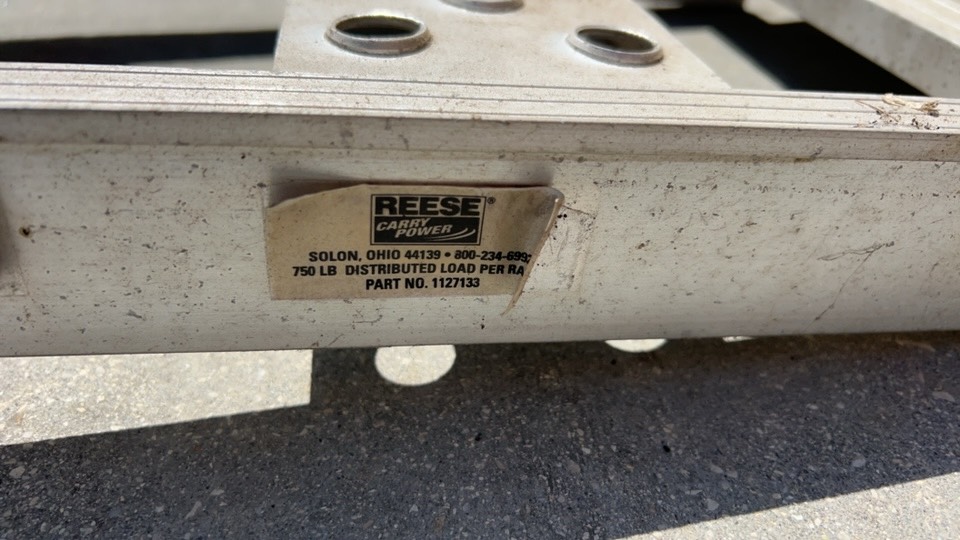 REESE®
CARRY
POWER
SOLON, OHIO 44139 • 800-234-699
750 LB DISTRIBUTED LOAD PER RA
PART NO. 1127133